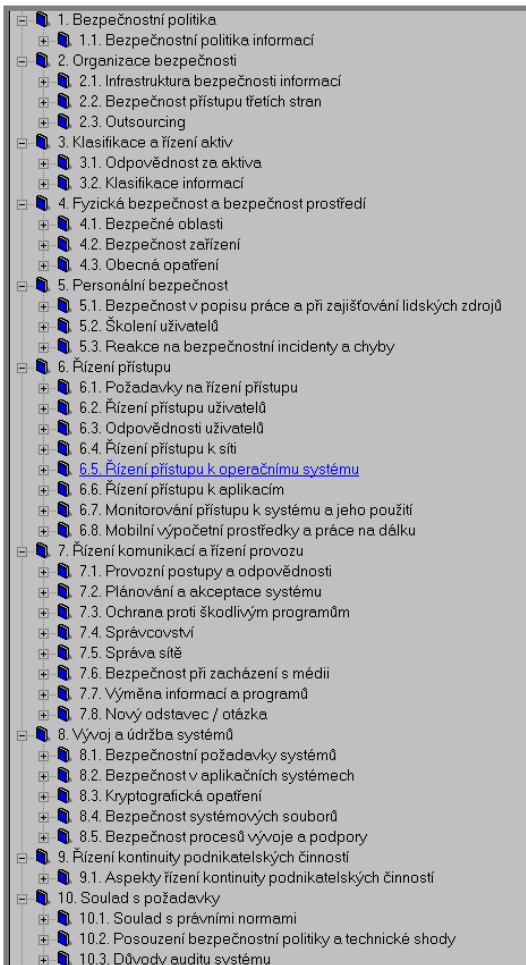 1. Bezpečnostní politika
1.1. Bezpečnostní politika informací
2. Organizace bezpečnosti
2.1. Infrastruktura bezpečnosti informací
2.2. Bezpečnost přístupu třetích stran
2.3. Outsourcing
3. Klasifikace a řízení aktiv
3.1. Odpovědnost za aktiva
3.2. Klasifikace informací
4. Fyzická bezpečnost a bezpečnost prostředí
4.1. Bezpečné oblasti
4.2. Bezpečnost zařízení
4.3. Obecná opatření
5. Personální bezpečnost
5.1. Bezpečnost v popisu práce a při zajišťování lidských zdrojů
5.2. Školení uživatelů
5.3. Reakce na bezpečnostní incidenty a chyby
6. Řízení přístupu
6.1. Požadavky na řízení přístupu
6.2. Řízení přístupu uživatelů
6.3. Odpovědnosti uživatelů
6.4. Řízení přístupu k síti
6.5. Řízení přístupu k operačnímu systému
6.6. Řízení přístupu k aplikacím
6.7. Monitorování přístupu k systému a jeho použití
6.8. Mobilní výpočetní prostředky a práce na dálku
7. Řízení komunikací a řízení provozu
7.1. Provozní postupy a odpovědnosti
7.2. Plánování a akceptace systému
7.3. Ochrana proti škodlivým programům
7.4. Správcovství
7.5. Správa sítě
7.6. Bezpečnost při zacházení s médii
7.7. Výměna informací a programů
7.8. Nový odstavec / otázka
8. Vývoj a údržba systémů
8.1. Bezpečnostní požadavky systémů
8.2. Bezpečnost v aplikačních systémech
8.3. Kryptografická opatření
8.4. Bezpečnost systémových souborů
8.5. Bezpečnost procesů vývoje a podpory
9. Řízení kontinuity podnikatelských činností
9.1. Aspekty řízení kontinuity podnikatelských činností
10. Soulad s požadavky
10.1. Soulad s právními normami
10.2. Posouzení bezpečnostní politiky a technické shody
10.3. Důvody auditu systému